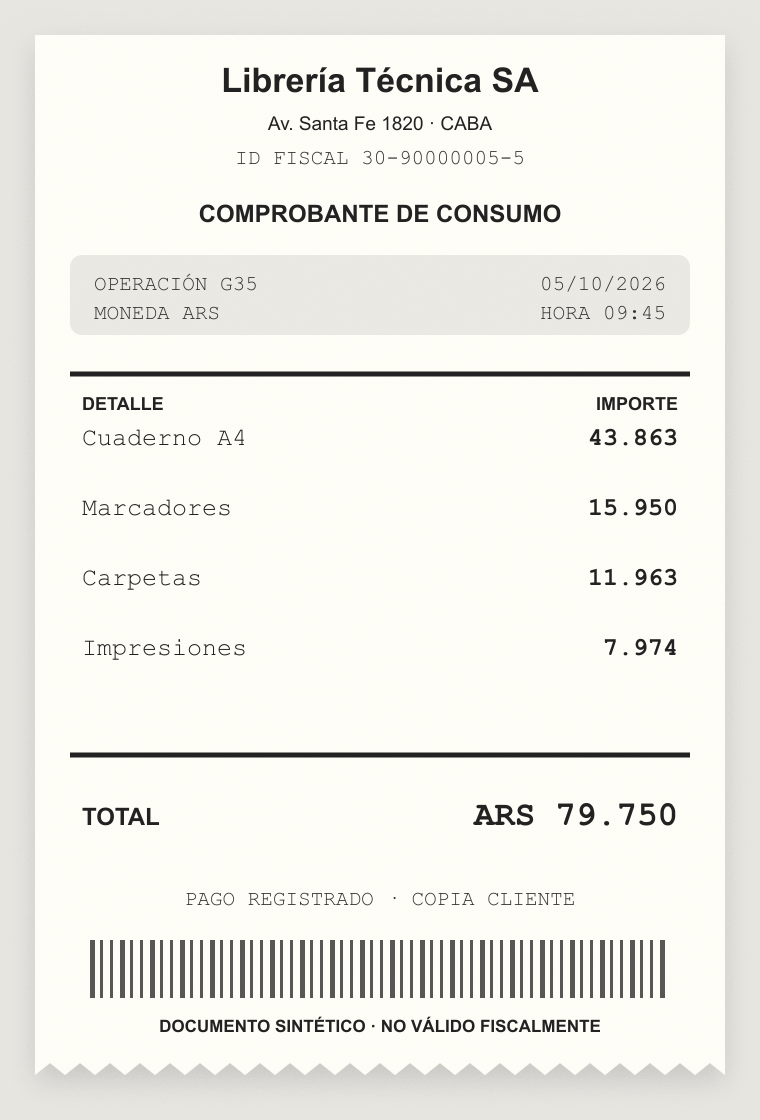 Librería Técnica SA
Av. Santa Fe 1820 · CABA
ID FISCAL 30-90000005-5
COMPROBANTE DE CONSUMO
OPERACIÓN G35 05/10/2026
MONEDA ARS HORA 09:45
DETALLE IMPORTE
Cuaderno A4 43.863
Marcadores 15.950
Carpetas 11.963
Impresiones 7.974
TOTAL ARS 79.750
PAGO REGISTRADO · COPIA CLIENTE
DOCUMENTO SINTÉTICO · NO VÁLIDO FISCALMENTE